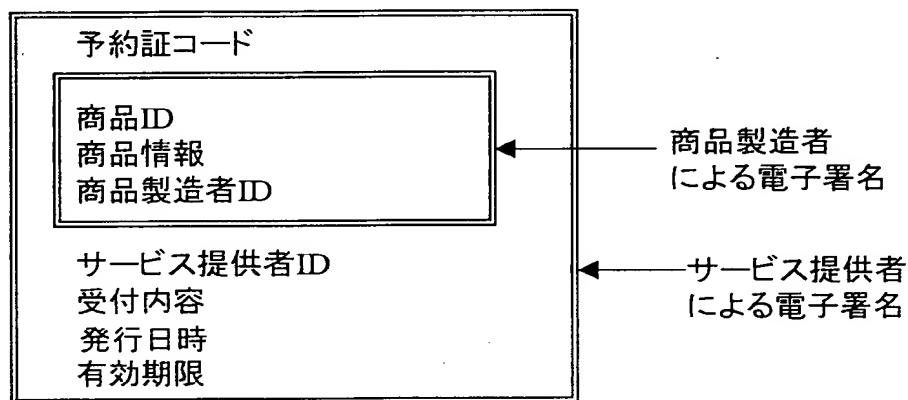 予約証コード
商品ID
商品情報
商品製造者ID
商品製造者
による電子署名
サービス提供者ID
受付内容
発行日時
有効期限
サービス提供者
による電子署名